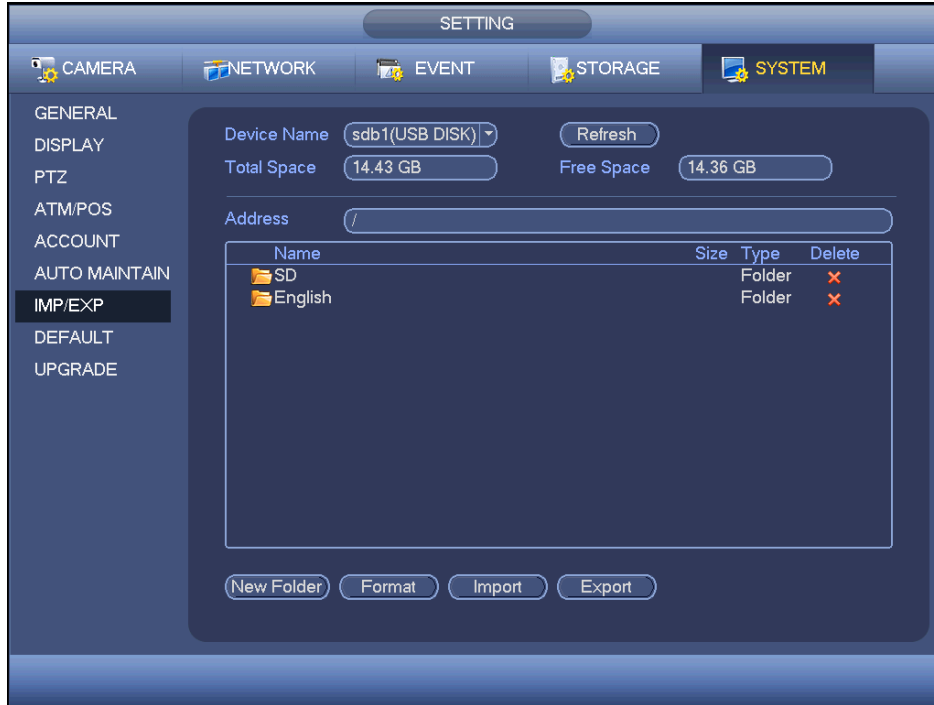 SETTING
CAMERA NETWORK EVENT STORAGE SYSTEM
GENERAL
DISPLAY
PTZ
ATM/POS
ACCOUNT
AUTO MAINTAIN
IMP/EXP
DEFAULT
UPGRADE
Device Name sdb1(USB DISK) Refresh
Total Space 14.43 GB Free Space 14.36 GB
Address /
Name Size Type Delete
SD Folder
English Folder
New Folder Format Import Export